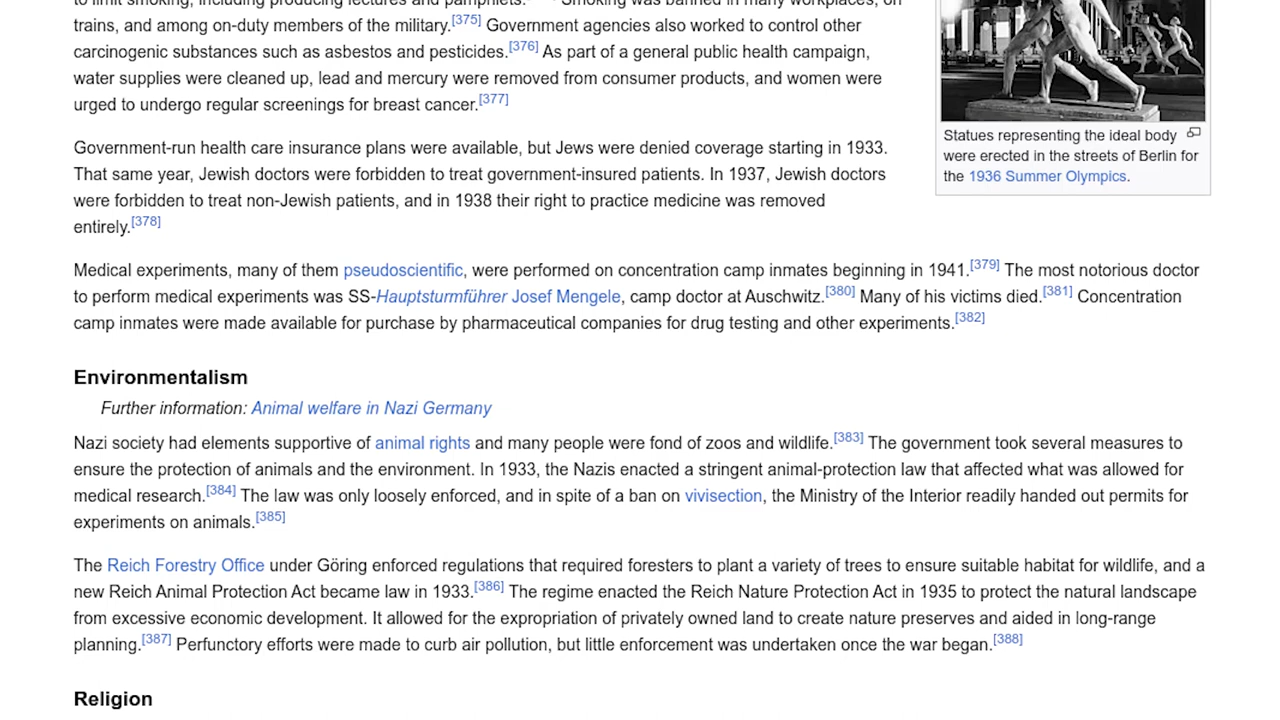 to limit smoking, including producing lectures and pamphlets. Smoking was banned in many workplaces, on
trains, and among on-duty members of the military.[375] Government agencies also worked to control other
carcinogenic substances such as asbestos and pesticides.[376] As part of a general public health campaign,
water supplies were cleaned up, lead and mercury were removed from consumer products, and women were
urged to undergo regular screenings for breast cancer.[377]
Statues representing the ideal body
were erected in the streets of Berlin for
the 1936 Summer Olympics.
Government-run health care insurance plans were available, but Jews were denied coverage starting in 1933.
That same year, Jewish doctors were forbidden to treat government-insured patients. In 1937, Jewish doctors
were forbidden to treat non-Jewish patients, and in 1938 their right to practice medicine was removed
entirely.[378]
Medical experiments, many of them pseudoscientific, were performed on concentration camp inmates beginning in 1941.[379] The most notorious doctor
to perform medical experiments was SS-Hauptsturmführer Josef Mengele, camp doctor at Auschwitz.[380] Many of his victims died.[381] Concentration
camp inmates were made available for purchase by pharmaceutical companies for drug testing and other experiments.[382]
Environmentalism
Further information: Animal welfare in Nazi Germany
Nazi society had elements supportive of animal rights and many people were fond of zoos and wildlife.[383] The government took several measures to
ensure the protection of animals and the environment. In 1933, the Nazis enacted a stringent animal-protection law that affected what was allowed for
medical research.[384] The law was only loosely enforced, and in spite of a ban on vivisection, the Ministry of the Interior readily handed out permits for
experiments on animals.[385]
The Reich Forestry Office under Göring enforced regulations that required foresters to plant a variety of trees to ensure suitable habitat for wildlife, and a
new Reich Animal Protection Act became law in 1933.[386] The regime enacted the Reich Nature Protection Act in 1935 to protect the natural landscape
from excessive economic development. It allowed for the expropriation of privately owned land to create nature preserves and aided in long-range
planning.[387] Perfunctory efforts were made to curb air pollution, but little enforcement was undertaken once the war began.[388]
Religion